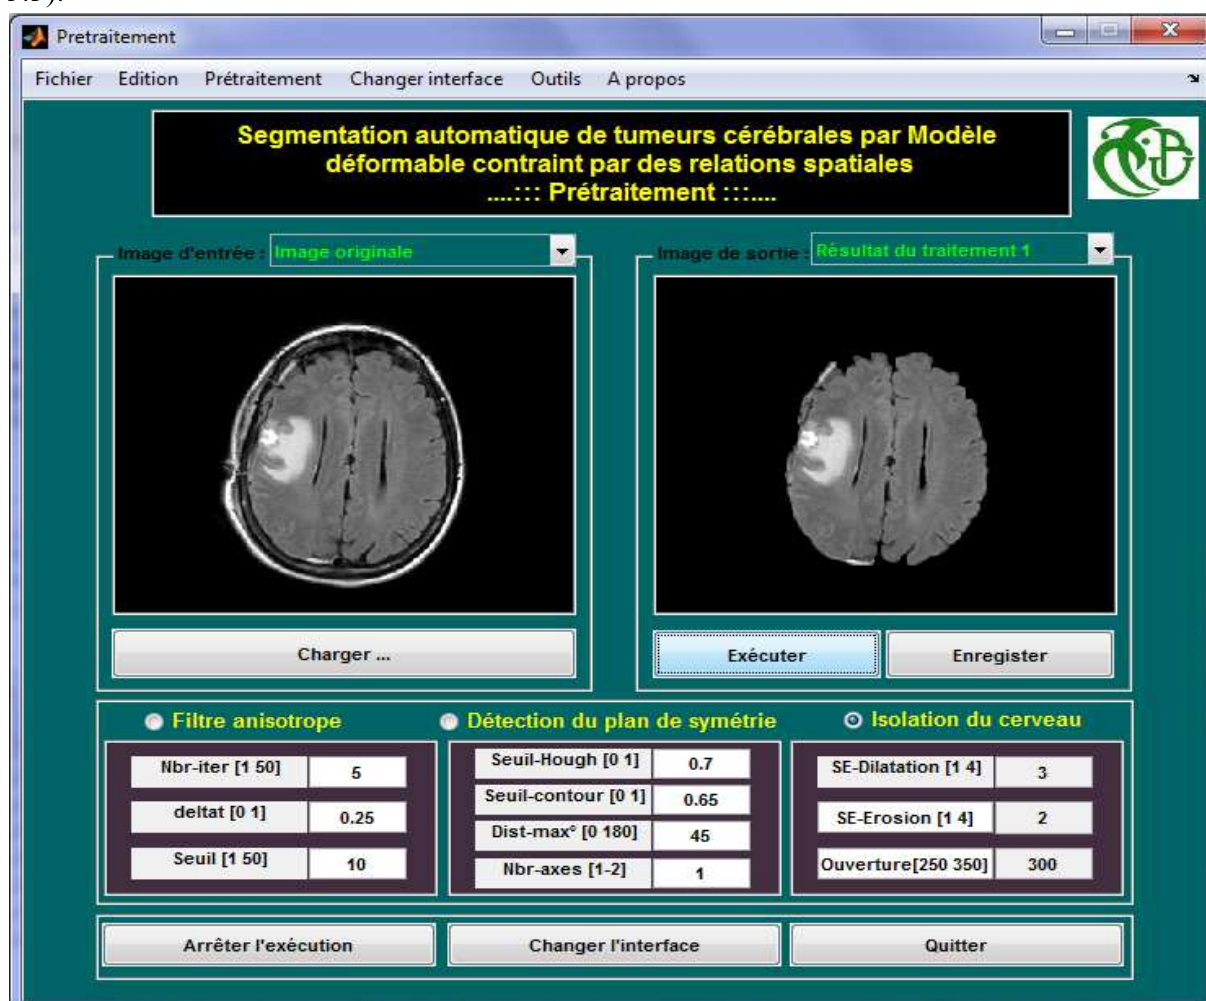 Pretraitement
Fichier Edition Prétraitement Changer interface Outils A propos
Segmentation automatique de tumeurs cérébrales par Modèle
déformable contraint par des relations spatiales
....::: Prétraitement :::....
Image d'entrée : Image originale
Image de sortie : Résultat du traitement 1
Charger ...
Exécuter
Enregister
Filtre anisotrope
Détection du plan de symétrie
Isolation du cerveau
Nbr-iter [1 50] 5
deltat [0 1] 0.25
Seuil [1 50] 10
Seuil-Hough [0 1] 0.7
Seuil-contour [0 1] 0.65
Dist-max° [0 180] 45
Nbr-axes [1-2] 1
SE-Dilatation [1 4] 3
SE-Erosion [1 4] 2
Ouverture[250 350] 300
Arrêter l'exécution
Changer l'interface
Quitter